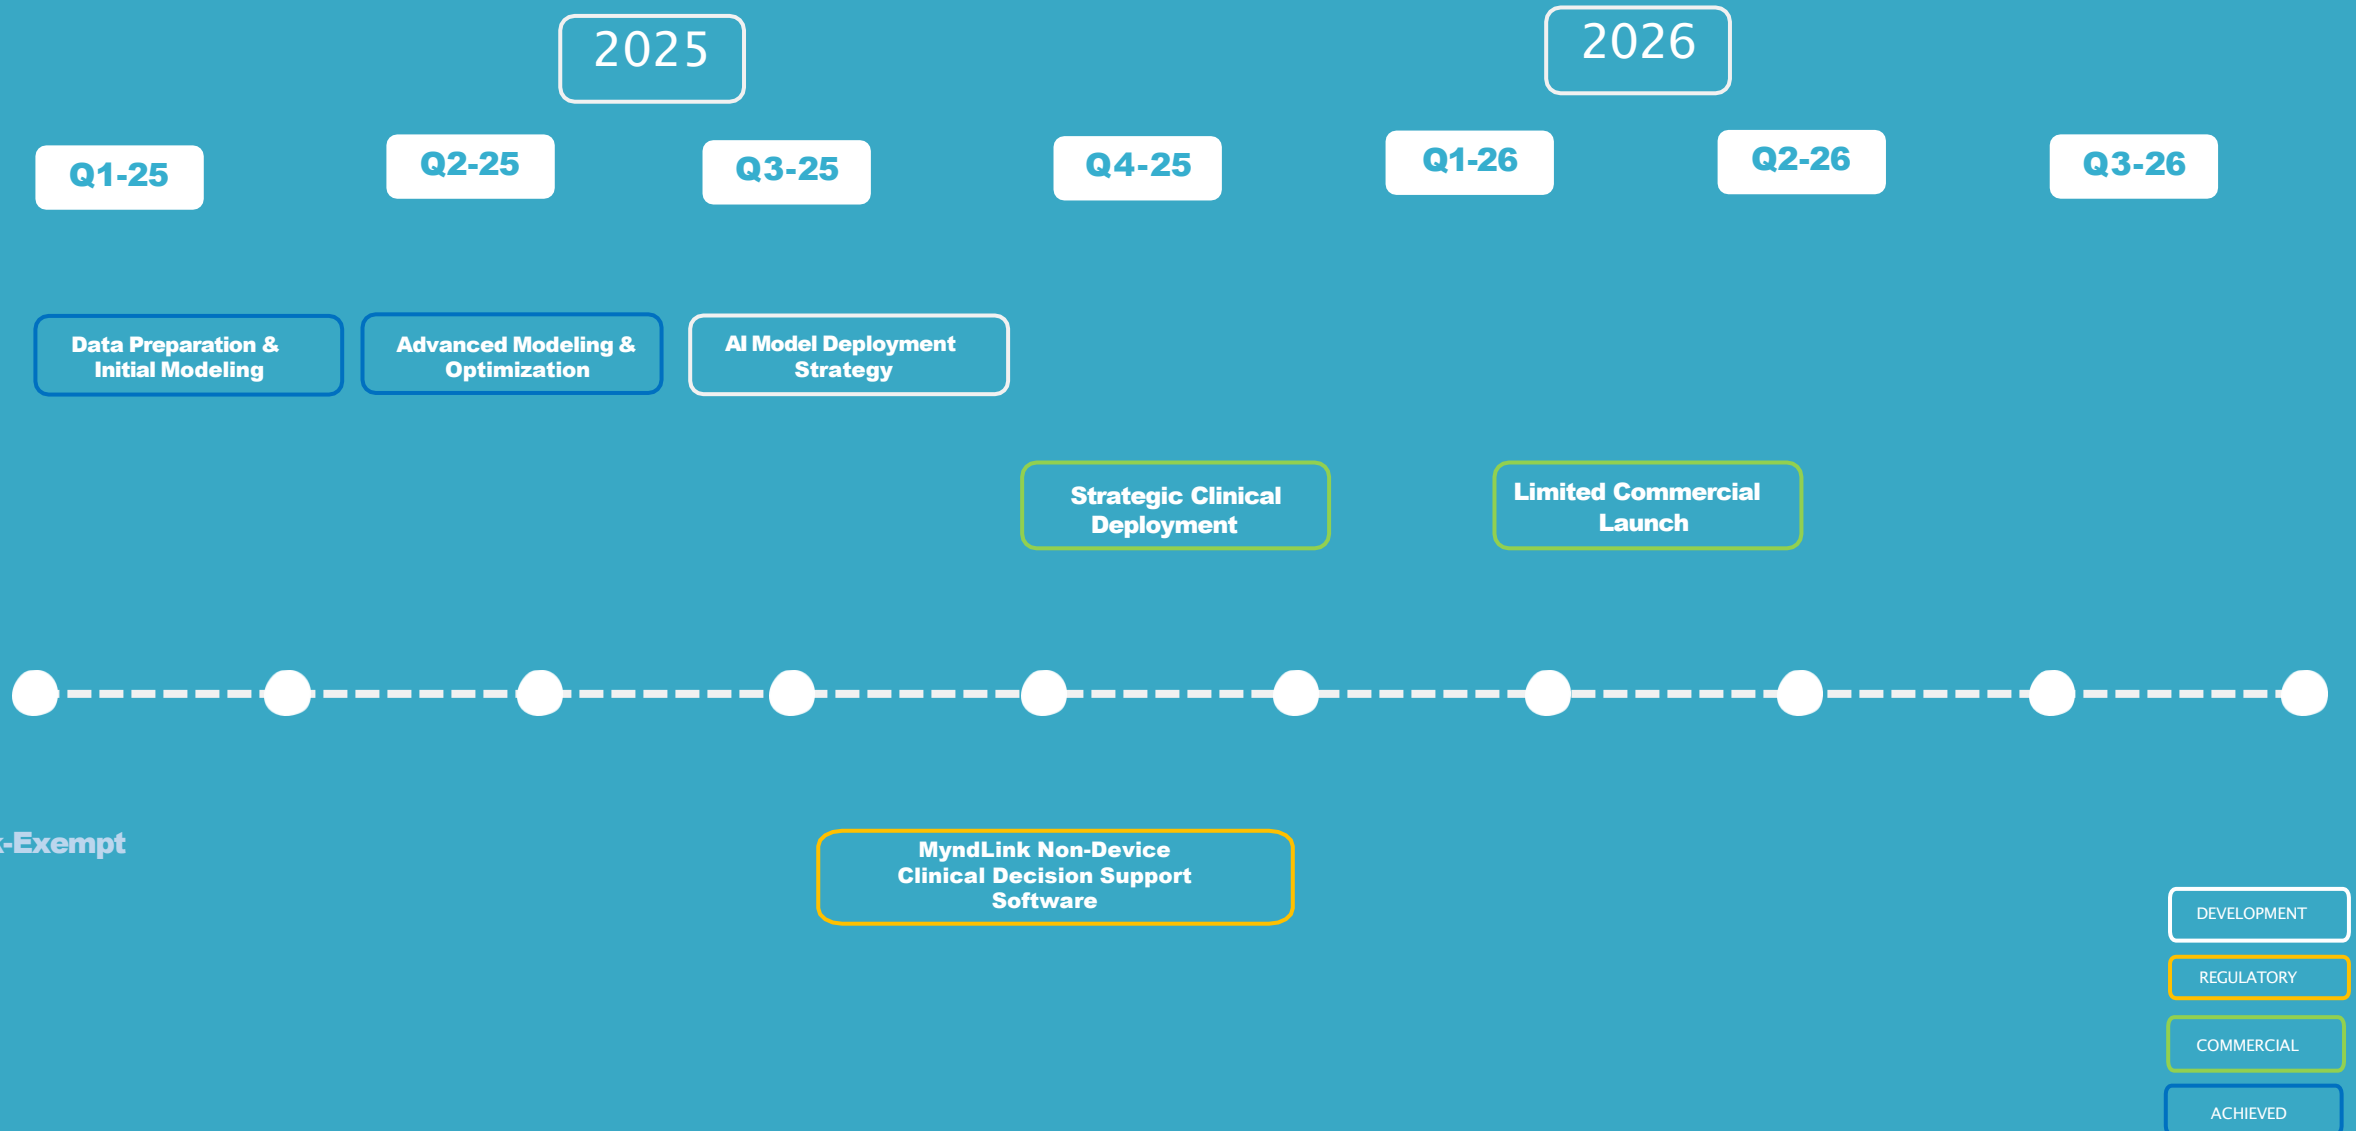 2025
2026
Q1-25
Q2-25
Q3-25
Q4-25
Q1-26
Q2-26
Q3-26
Data Preparation &
Initial Modeling
Advanced Modeling &
Optimization
AI Model Deployment
Strategy
Strategic Clinical
Deployment
Limited Commercial
Launch
-Exempt
MyndLink Non-Device
Clinical Decision Support
Software
DEVELOPMENT
REGULATORY
COMMERCIAL
ACHIEVED